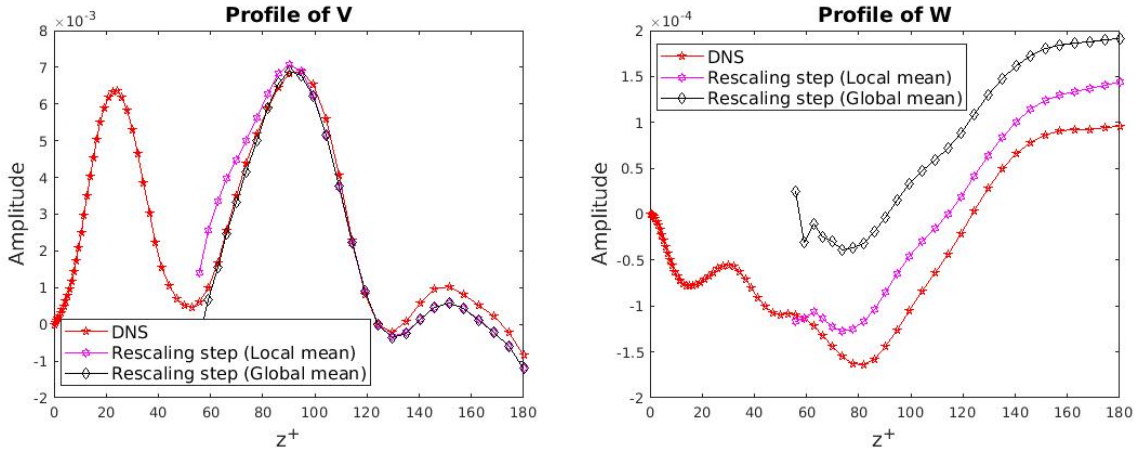 Profile of V
×10⁻³
8
7
6
5
4
3
2
1
0
-1
-2
Amplitude
DNS
Rescaling step (Local mean)
Rescaling step (Global mean)
0 20 40 60 80 100 120 140 160 180
z⁺
Profile of W
×10⁻⁴
2
1.5
1
0.5
0
-0.5
-1
-1.5
-2
Amplitude
DNS
Rescaling step (Local mean)
Rescaling step (Global mean)
0 20 40 60 80 100 120 140 160 180
z⁺